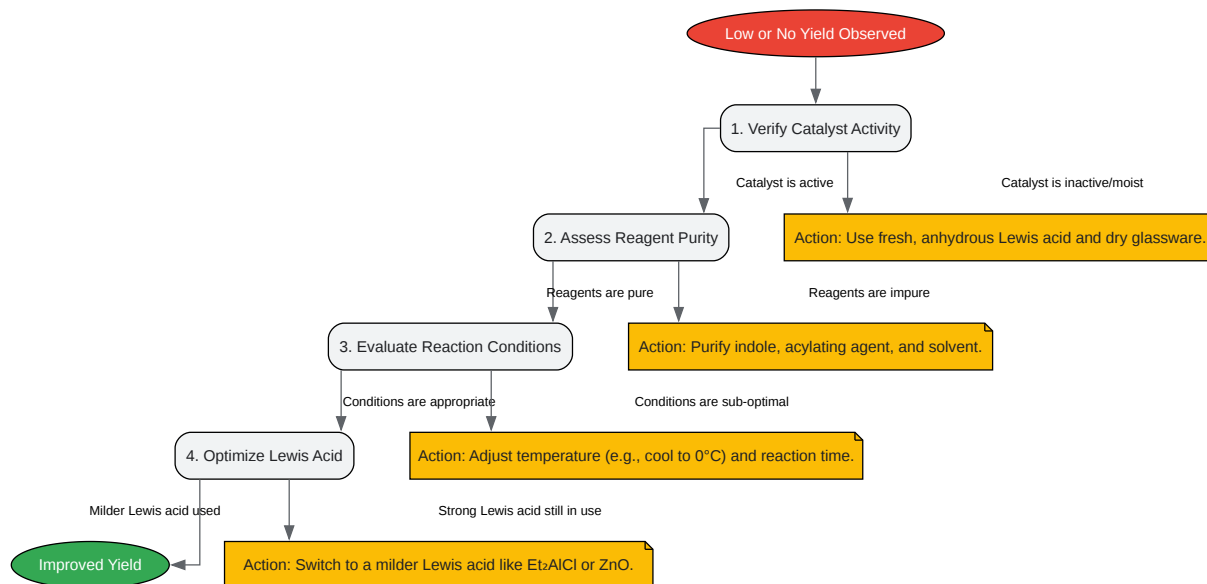 Low or No Yield Observed
1. Verify Catalyst Activity
Catalyst is active
Catalyst is inactive/moist
2. Assess Reagent Purity
Action: Use fresh, anhydrous Lewis acid and dry glassware.
Reagents are pure
Reagents are impure
3. Evaluate Reaction Conditions
Action: Purify indole, acylating agent, and solvent.
Conditions are appropriate
Conditions are sub-optimal
4. Optimize Lewis Acid
Action: Adjust temperature (e.g., cool to 0°C) and reaction time.
Milder Lewis acid used
Strong Lewis acid still in use
Improved Yield
Action: Switch to a milder Lewis acid like Et₂AlCl or ZnO.